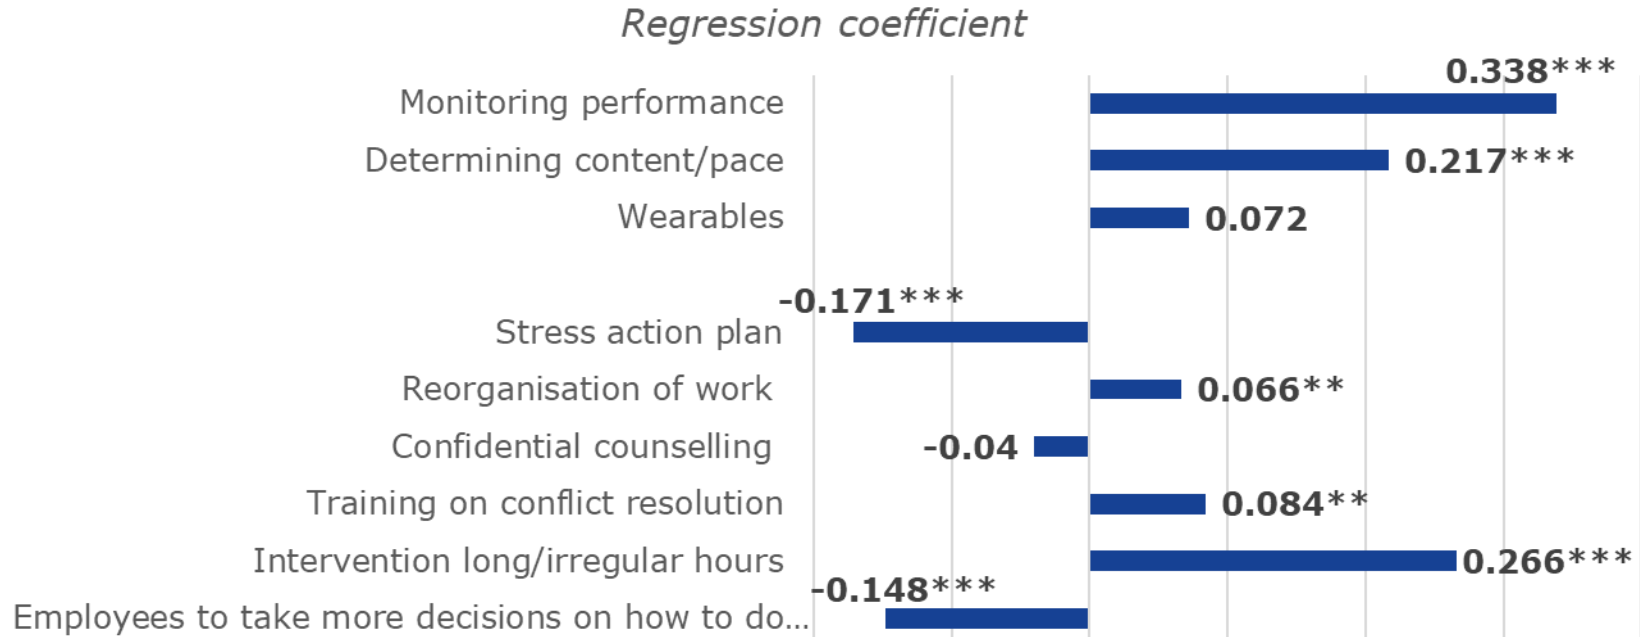 Regression coefficient
Monitoring performance 0.338***
Determining content/pace 0.217***
Wearables 0.072
Stress action plan -0.171***
Reorganisation of work 0.066**
Confidential counselling -0.04
Training on conflict resolution 0.084**
Intervention long/irregular hours 0.266***
Employees to take more decisions on how to do... -0.148***